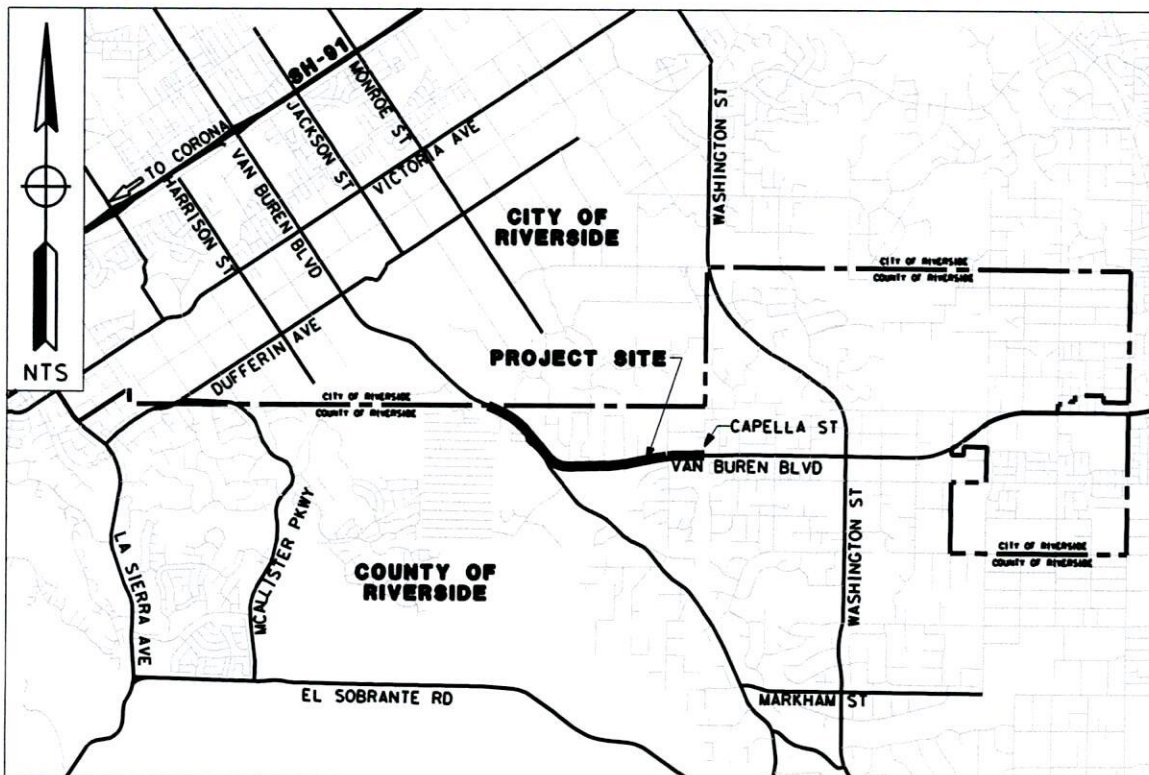 SH-91
MONROE ST
JACKSON ST
TO CORONA
VAN BUREN BLVD
HARRISON ST
VICTORIA AVE
WASHINGTON ST
CITY OF
RIVERSIDE
CITY OF RIVERSIDE
COUNTY OF RIVERSIDE
NTS
DUFFERIN AVE
PROJECT SITE
CITY OF RIVERSIDE
COUNTY OF RIVERSIDE
CAPELLA ST
VAN BUREN BLVD
LA SIERRA AVE
MCALLISTER PKWY
COUNTY OF
RIVERSIDE
WASHINGTON ST
CITY OF RIVERSIDE
COUNTY OF RIVERSIDE
EL SOBRANTE RD
MARKHAM ST